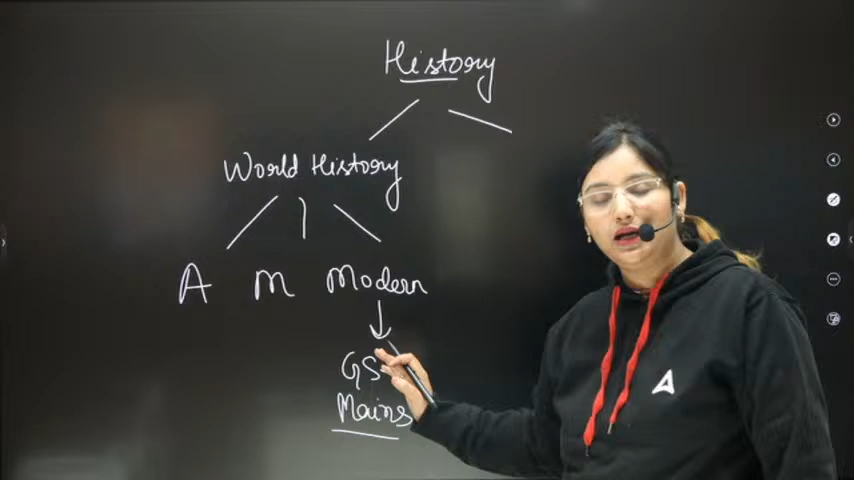 History
World History
A M Modern
GS
Mains